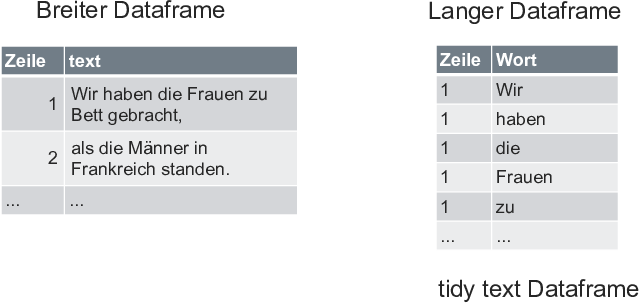 Breiter Dataframe
Zeile text
1 Wir haben die Frauen zu
Bett gebracht,
2 als die Männer in
Frankreich standen.
... ...
Langer Dataframe
Zeile Wort
1 Wir
1 haben
1 die
1 Frauen
1 zu
... ...
tidy text Dataframe